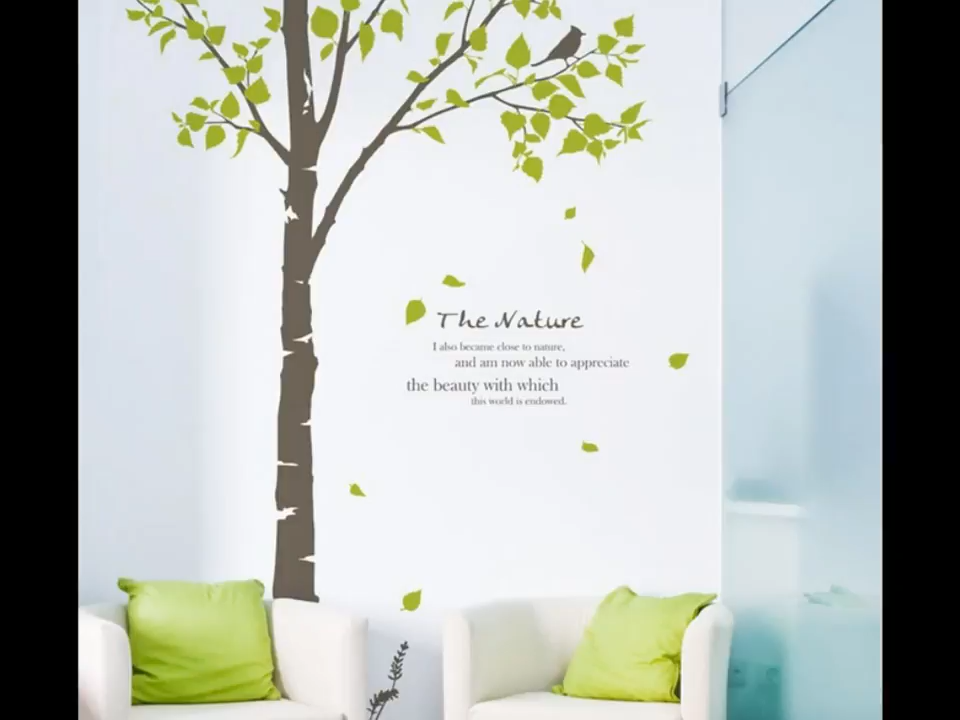 The Nature
I also became close to nature,
and am now able to appreciate
the beauty with which
this world is endowed.